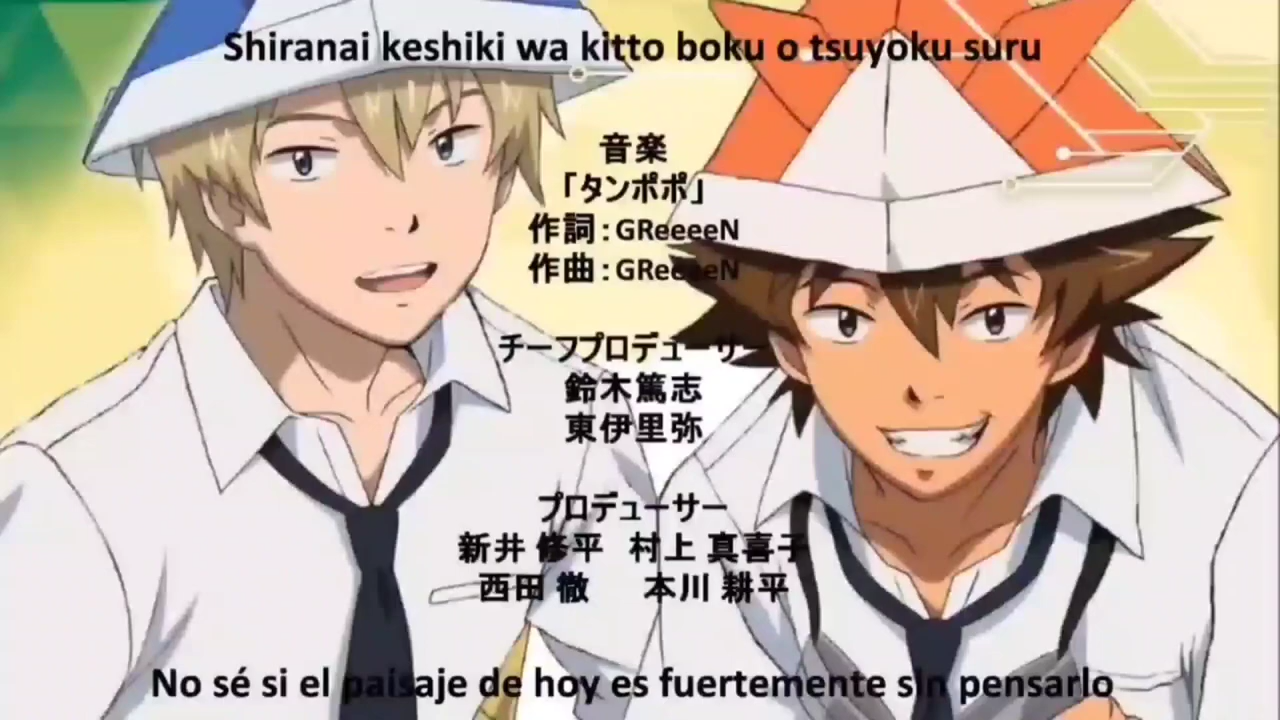 Shiranai keshiki wa kitto boku o tsuyoku suru
音楽
「タンポポ」
作詞：GReeeeN
作曲：GReeeeN
チーフプロデューサー
鈴木篤志
東伊里弥
プロデューサー
新井 修平 村上 真喜子
西田 徹 本川 耕平
No sé si el paisaje de hoy es fuertemente sin pensarlo